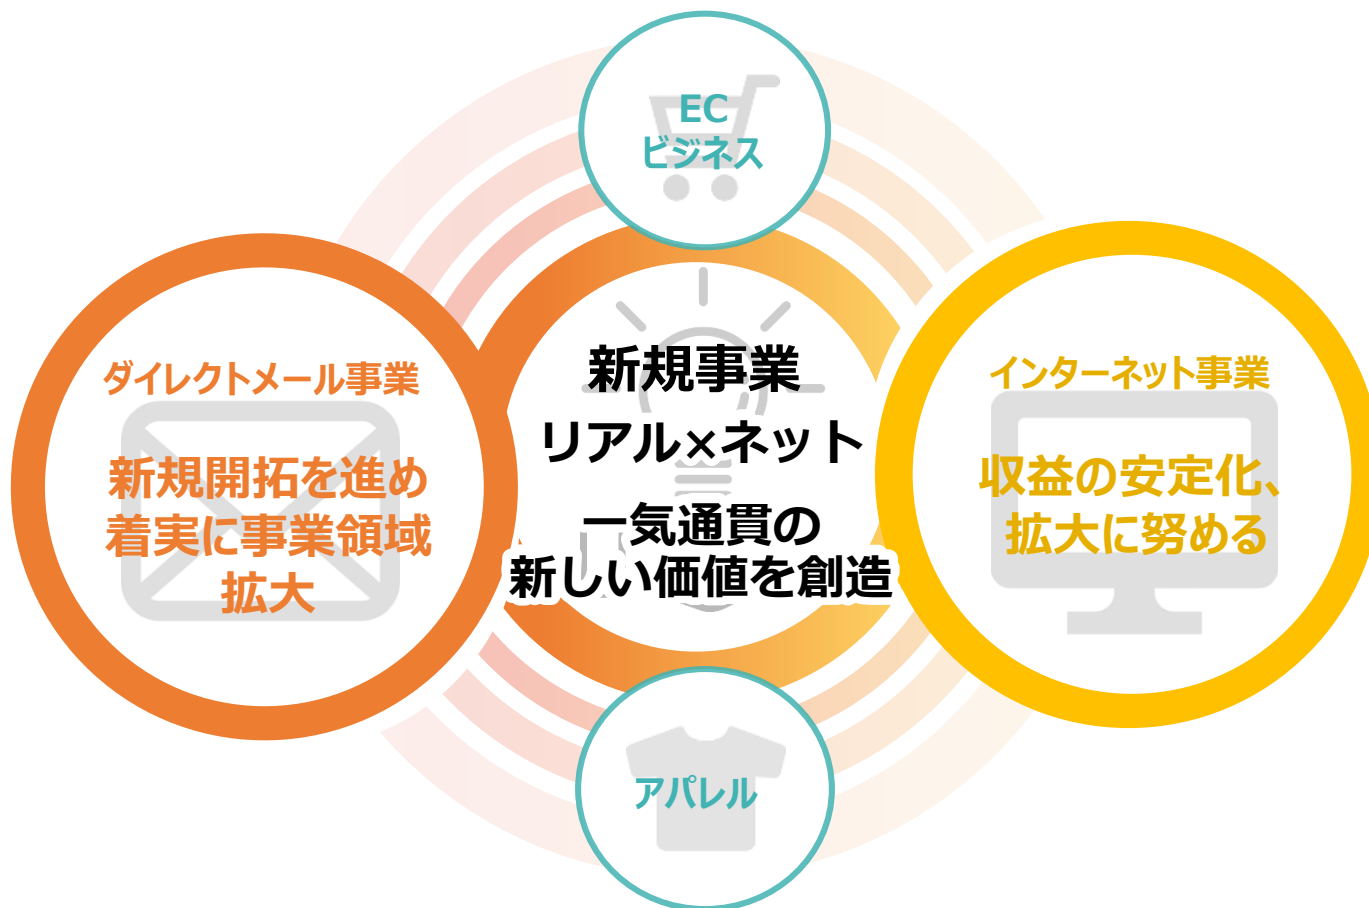 EC
ビジネス
ダイレクトメール事業
新規開拓を進め
着実に事業領域
拡大
新規事業
リアル×ネット
一気通貫の
新しい価値を創造
インターネット事業
収益の安定化、
拡大に努める
アパレル